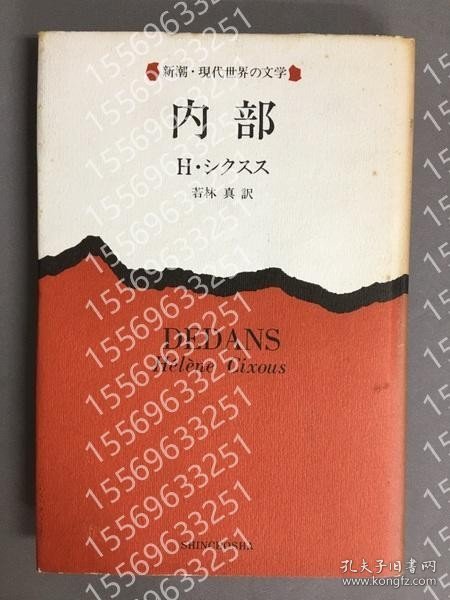 新潮・現代世界の文学
内部
H・シクスス
若林 真 訳
DEDANS
Hélène Cixous
SHINCHOSHA
15569633251
孔夫子旧书网
www.kongfz.com